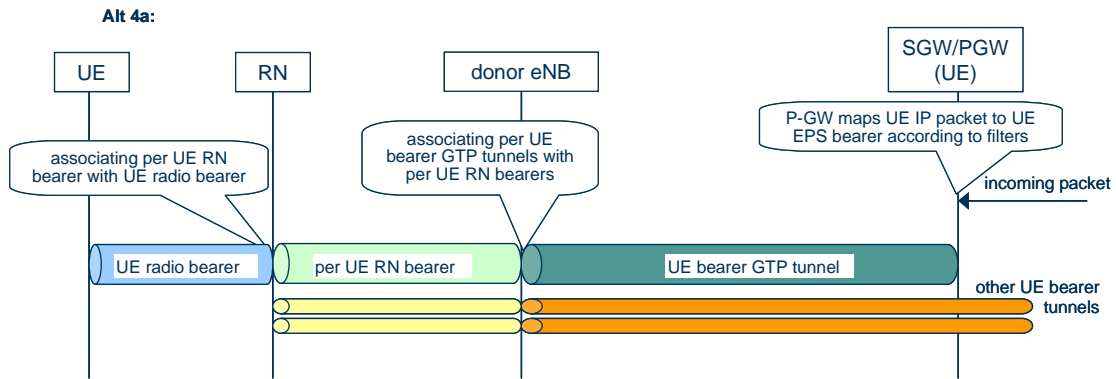 Alt 4a:
UE
RN
donor eNB
SGW/PGW
(UE)
associating per UE RN
bearer with UE radio bearer
associating per UE
bearer GTP tunnels with
per UE RN bearers
P-GW maps UE IP packet to UE
EPS bearer according to filters
incoming packet
UE radio bearer
per UE RN bearer
UE bearer GTP tunnel
other UE bearer
tunnels